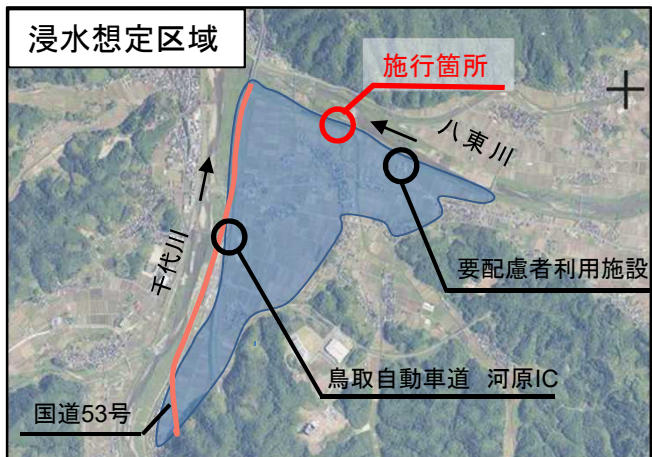 浸水想定区域
施行箇所
八東川
千代川
要配慮者利用施設
鳥取自動車道 河原IC
国道53号